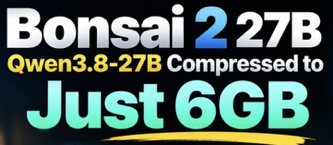 Bonsai 2 27B
Qwen3.8-27B Compressed to
Just 6GB